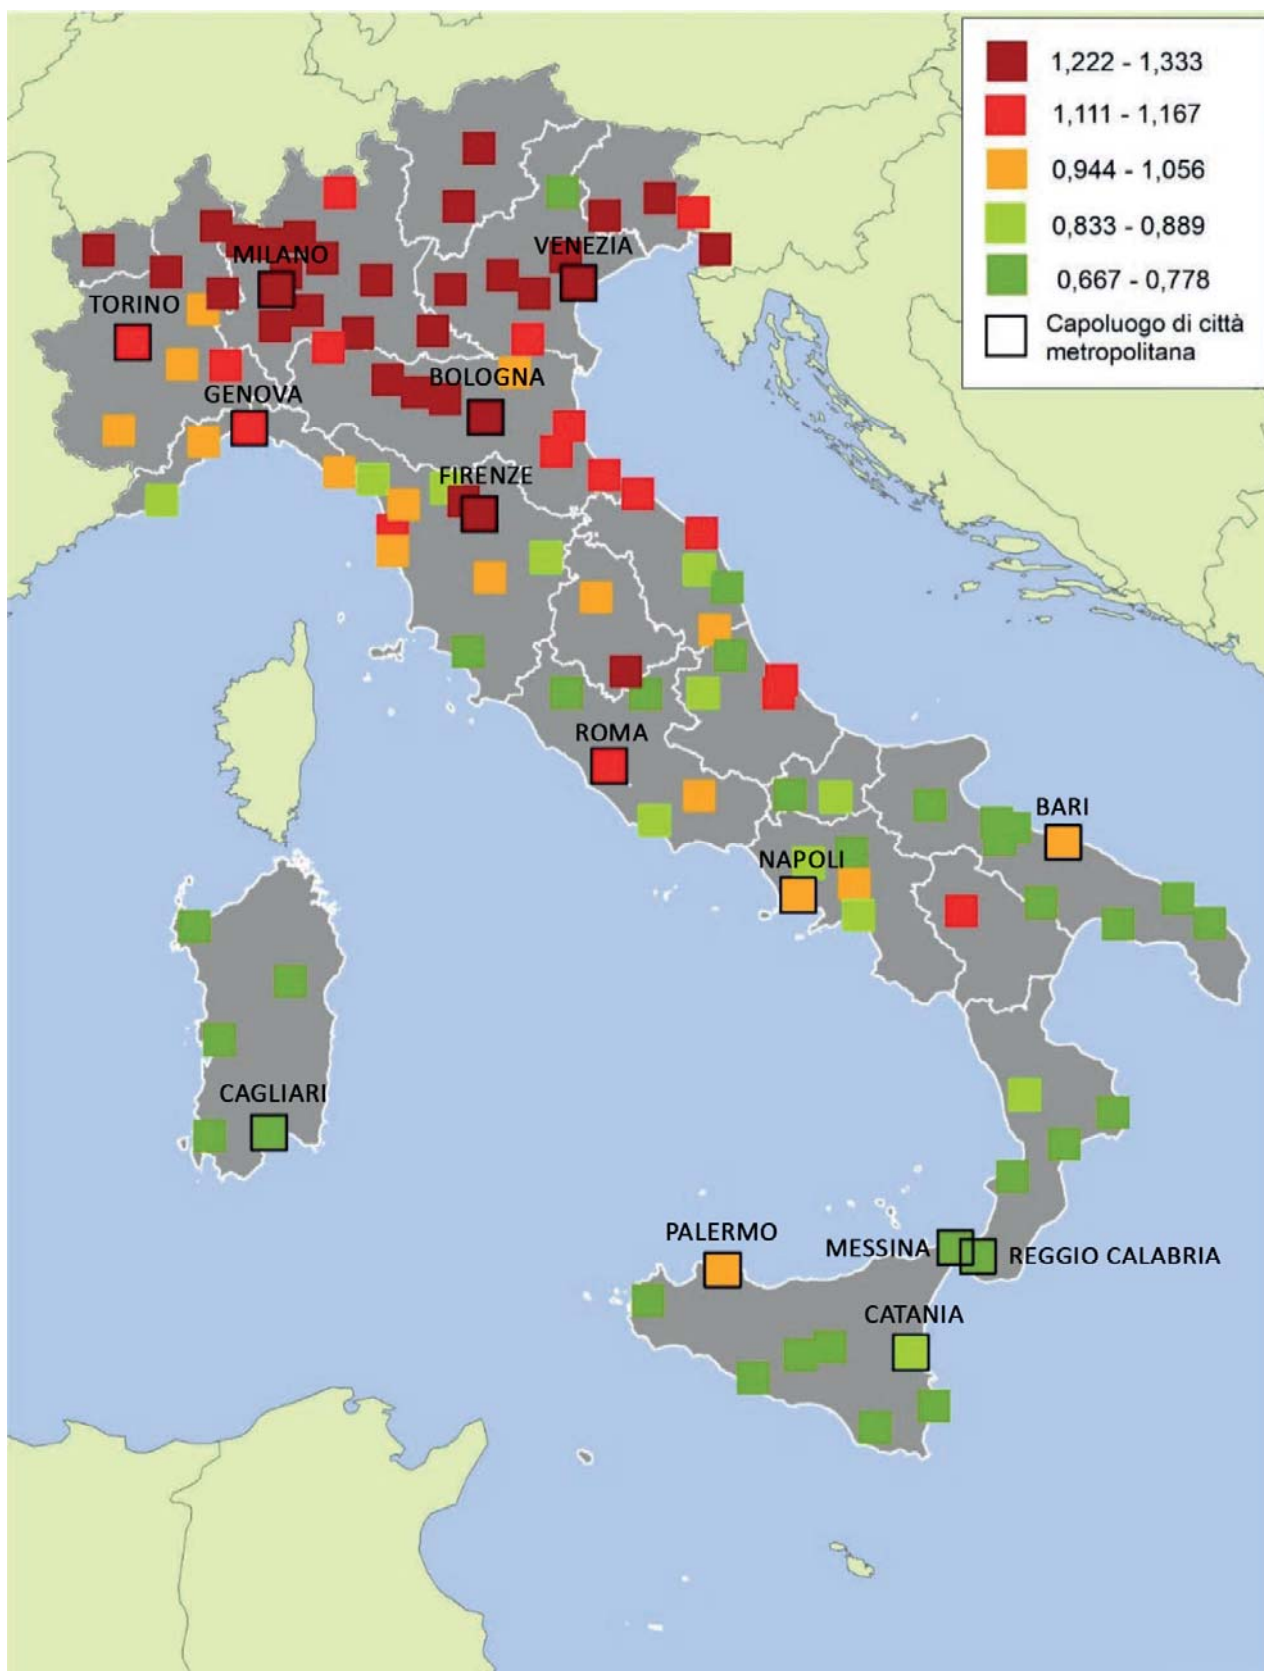 1,222 - 1,333
1,111 - 1,167
0,944 - 1,056
0,833 - 0,889
0,667 - 0,778
Capoluogo di città
metropolitana
MILANO
VENEZIA
TORINO
BOLOGNA
GENOVA
FIRENZE
ROMA
BARI
NAPOLI
CAGLIARI
PALERMO
MESSINA
REGGIO CALABRIA
CATANIA